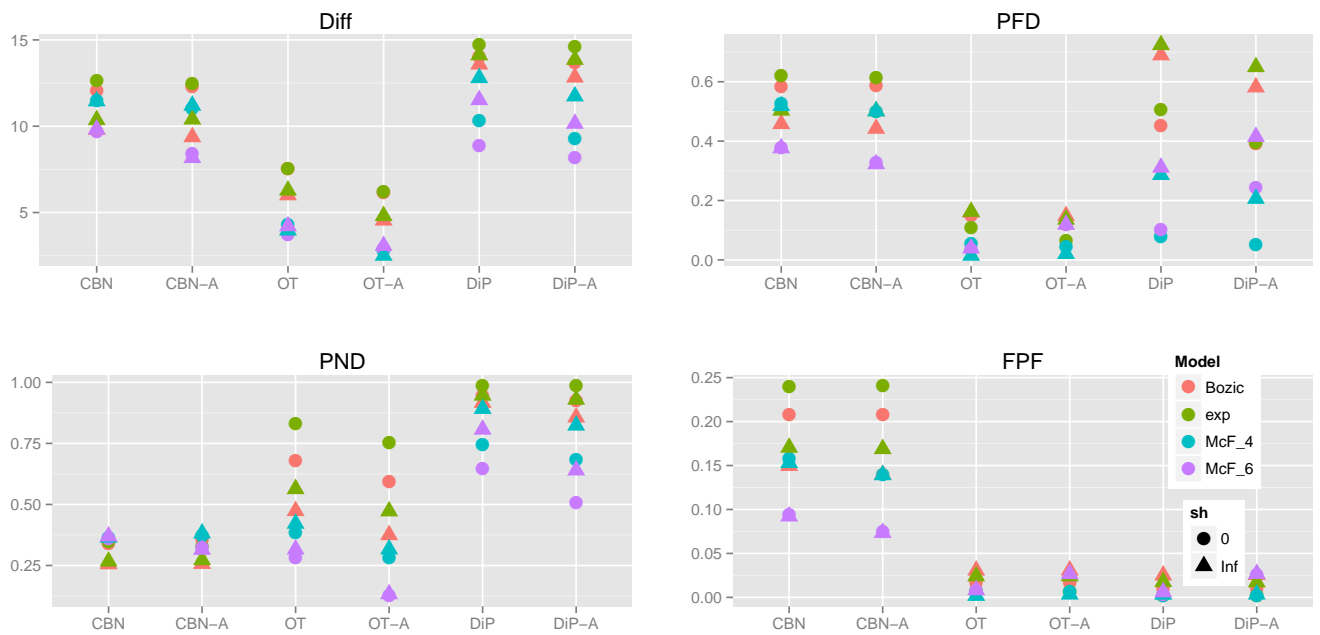 Diff
15
10
5
CBN
CBN−A
OT
OT−A
DiP
DiP−A
PFD
0.6
0.4
0.2
0.0
CBN
CBN−A
OT
OT−A
DiP
DiP−A
PND
1.00
0.75
0.50
0.25
CBN
CBN−A
OT
OT−A
DiP
DiP−A
FPF
0.25
0.20
0.15
0.10
0.05
0.00
CBN
CBN−A
OT
OT−A
DiP
DiP−A
Model
Bozic
exp
McF_4
McF_6
sh
0
Inf